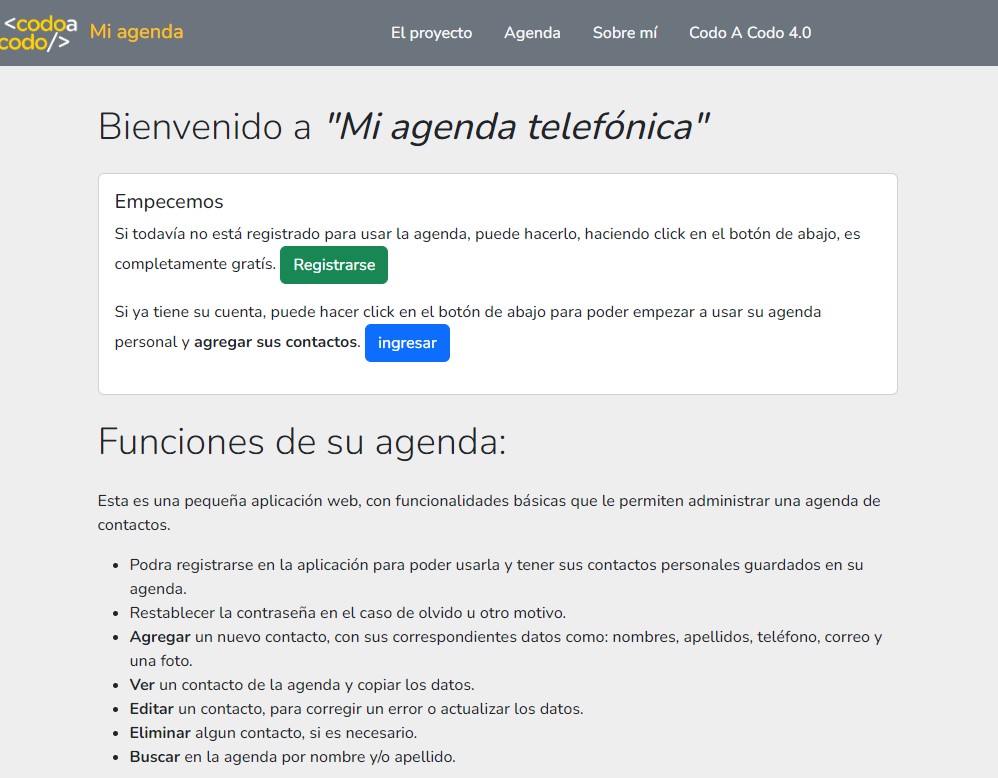 <codoa
codo/>
Mi agenda
El proyecto
Agenda
Sobre mí
Codo A Codo 4.0
Bienvenido a "Mi agenda telefónica"
Empecemos
Si todavía no está registrado para usar la agenda, puede hacerlo, haciendo click en el botón de abajo, es
completamente gratís. Registrarse
Si ya tiene su cuenta, puede hacer click en el botón de abajo para poder empezar a usar su agenda
personal y agregar sus contactos. ingresar
Funciones de su agenda:
Esta es una pequeña aplicación web, con funcionalidades básicas que le permiten administrar una agenda de
contactos.
• Podra registrarse en la aplicación para poder usarla y tener sus contactos personales guardados en su
agenda.
• Restablecer la contraseña en el caso de olvido u otro motivo.
• Agregar un nuevo contacto, con sus correspondientes datos como: nombres, apellidos, teléfono, correo y
una foto.
• Ver un contacto de la agenda y copiar los datos.
• Editar un contacto, para corregir un error o actualizar los datos.
• Eliminar algun contacto, si es necesario.
• Buscar en la agenda por nombre y/o apellido.